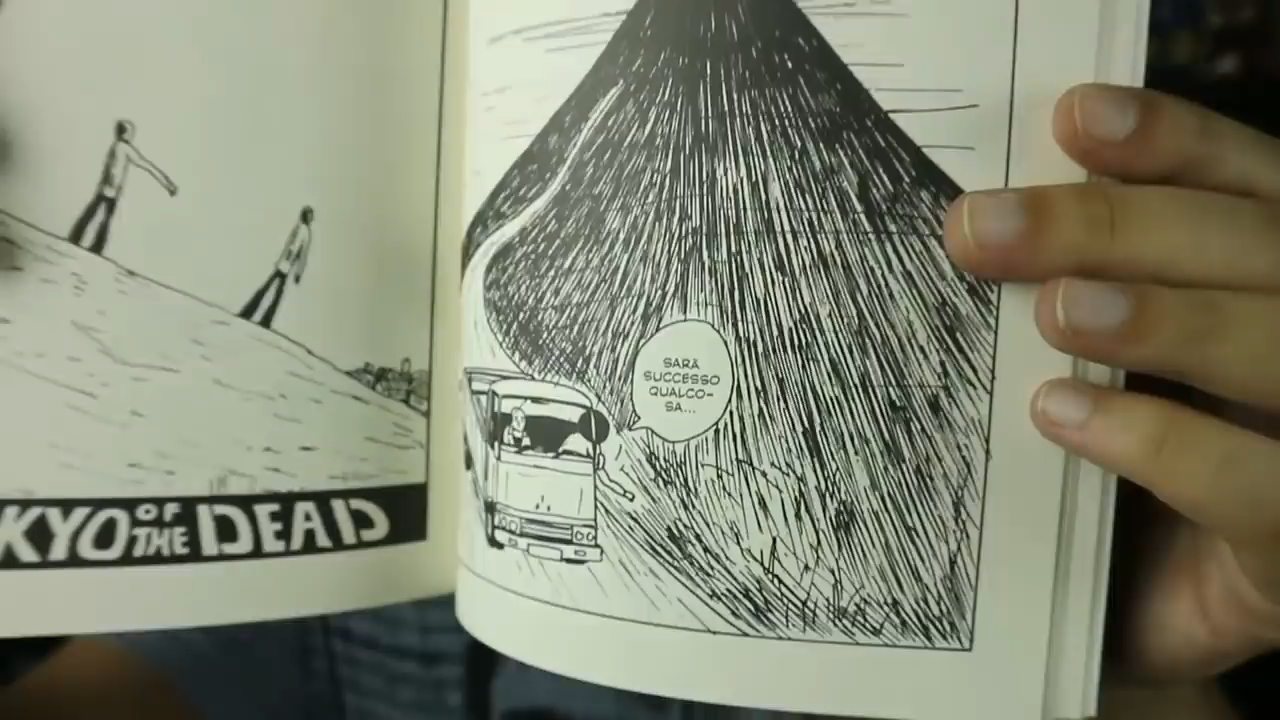 KYO OF THE DEAD
SARÀ
SUCCESSO
QUALCO-
SA...